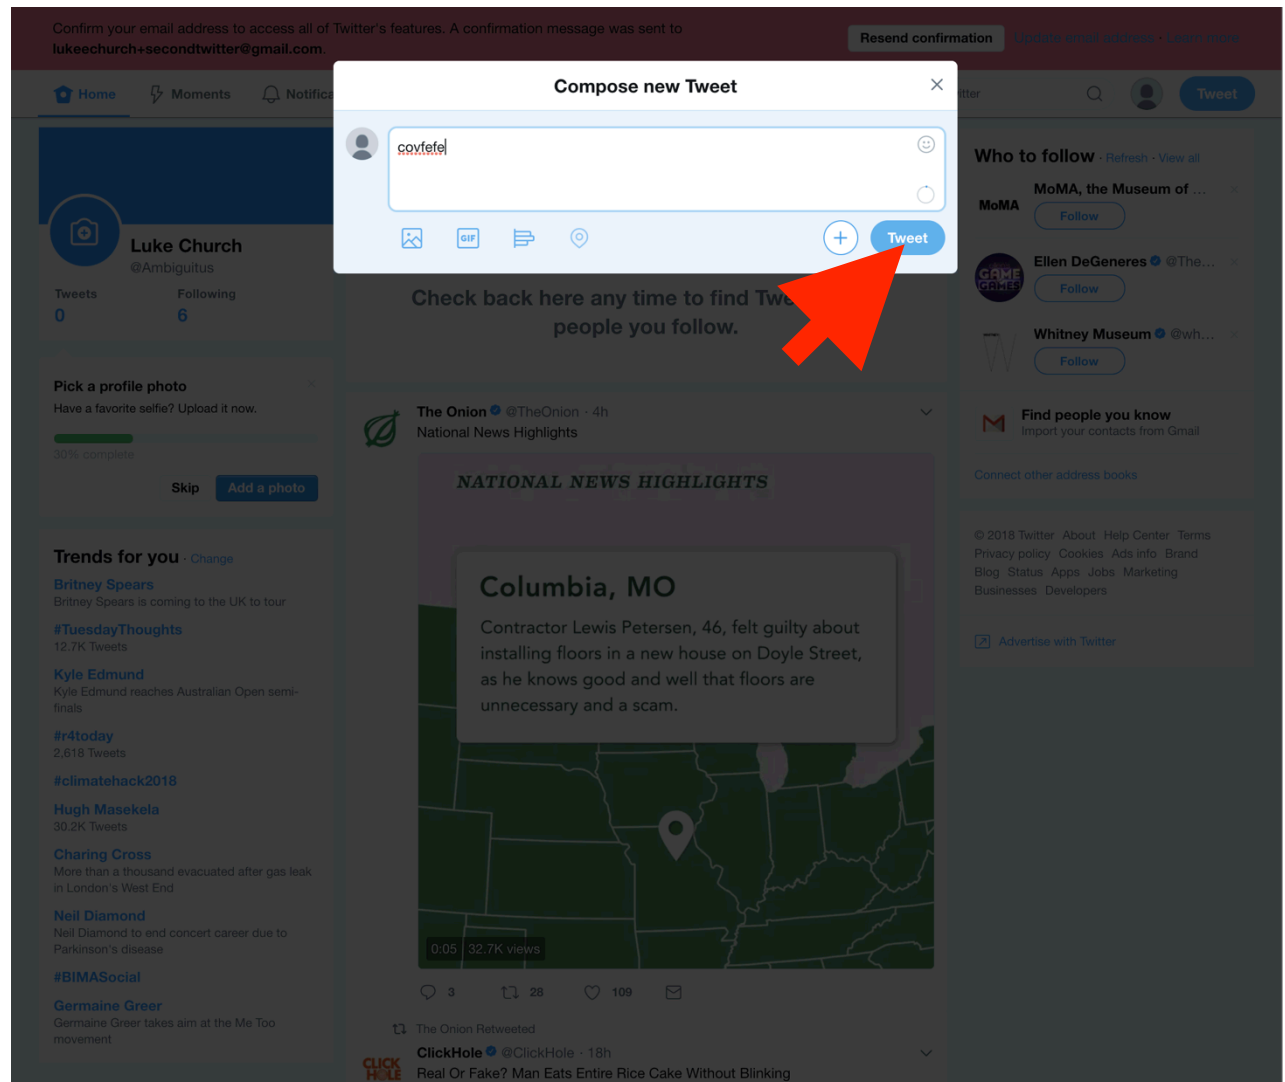 Confirm your email address to access all of Twitter's features. A confirmation message was sent to
lukeechurch+secondtwitter@gmail.com.
Resend confirmation
Update email address · Learn more
Home
Moments
Notifica
itter
Tweet
Compose new Tweet
covfefe
GIF
Tweet
Luke Church
@Ambiguitus
Tweets
Following
0
6
Pick a profile photo
Have a favorite selfie? Upload it now.
30% complete
Skip
Add a photo
Trends for you · Change
Britney Spears
Britney Spears is coming to the UK to tour
#TuesdayThoughts
12.7K Tweets
Kyle Edmund
Kyle Edmund reaches Australian Open semi-
finals
#r4today
2,618 Tweets
#climatehack2018
Hugh Masekela
30.2K Tweets
Charing Cross
More than a thousand evacuated after gas leak
in London's West End
Neil Diamond
Neil Diamond to end concert career due to
Parkinson's disease
#BIMASocial
Germaine Greer
Germaine Greer takes aim at the Me Too
movement
Check back here any time to find Twe
people you follow.
The Onion @TheOnion · 4h
National News Highlights
NATIONAL NEWS HIGHLIGHTS
Columbia, MO
Contractor Lewis Petersen, 46, felt guilty about
installing floors in a new house on Doyle Street,
as he knows good and well that floors are
unnecessary and a scam.
0:05 32.7K views
3
28
109
The Onion Retweeted
CLICK
HOLE
ClickHole @ClickHole · 18h
Real Or Fake? Man Eats Entire Rice Cake Without Blinking
Who to follow · Refresh · View all
MoMA
MoMA, the Museum of ...
Follow
GAME
GAMES
Ellen DeGeneres @The...
Follow
Whitney Museum @wh...
Follow
Find people you know
Import your contacts from Gmail
Connect other address books
© 2018 Twitter About Help Center Terms
Privacy policy Cookies Ads info Brand
Blog Status Apps Jobs Marketing
Businesses Developers
Advertise with Twitter